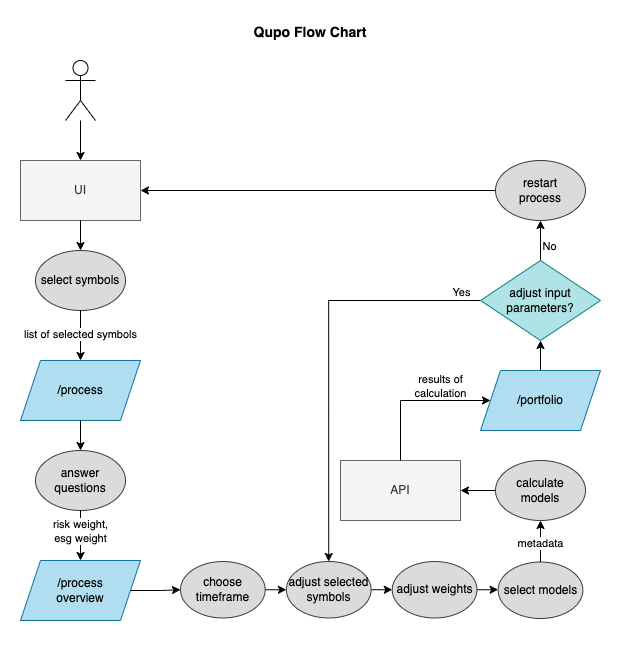 Qupo Flow Chart
UI
restart
process
No
select symbols
Yes
adjust input
parameters?
list of selected symbols
/process
results of
calculation
/portfolio
answer
questions
API
calculate
models
risk weight,
esg weight
metadata
/process
overview
choose
timeframe
adjust selected
symbols
adjust weights
select models